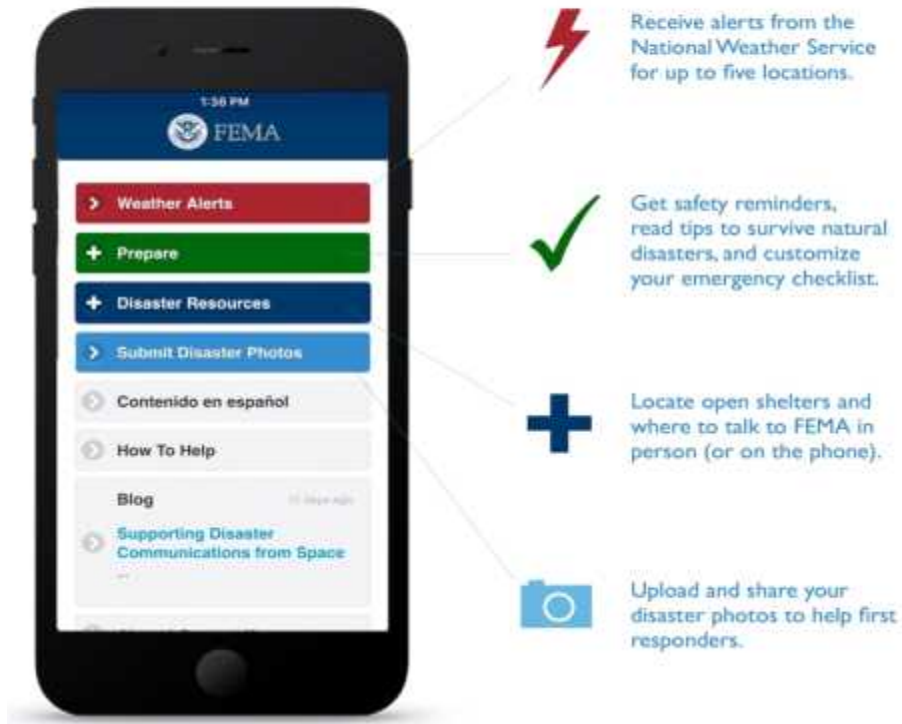 1:36 PM
FEMA
Weather Alerts
Prepare
Disaster Resources
Submit Disaster Photos
Contenido en español
How To Help
Blog
Supporting Disaster
Communications from Space
...
Receive alerts from the
National Weather Service
for up to five locations.
Get safety reminders,
read tips to survive natural
disasters, and customize
your emergency checklist.
Locate open shelters and
where to talk to FEMA in
person (or on the phone).
Upload and share your
disaster photos to help first
responders.